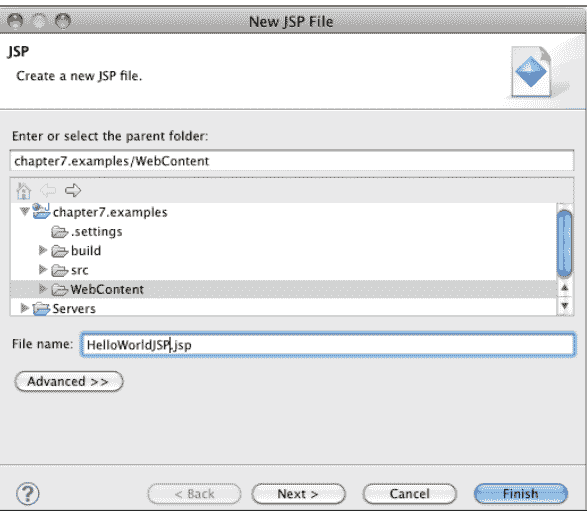 New JSP File
JSP
Create a new JSP file.
Enter or select the parent folder:
chapter7.examples/WebContent
chapter7.examples
.settings
build
src
WebContent
Servers
File name: HelloWorldJSP.jsp
Advanced >>
? < Back Next > Cancel Finish